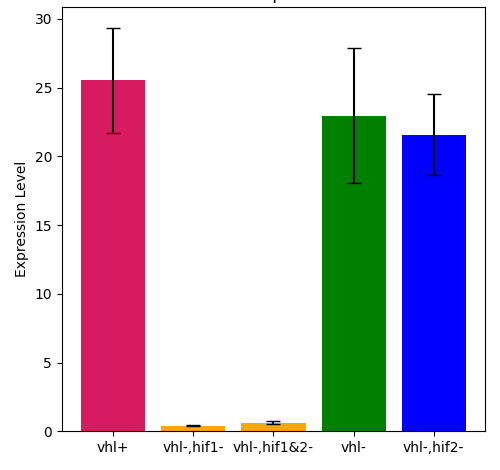 30
25
20
15
10
5
0
Expression Level
vhl+
vhl-,hif1-
vhl-,hif1&2-
vhl-
vhl-,hif2-